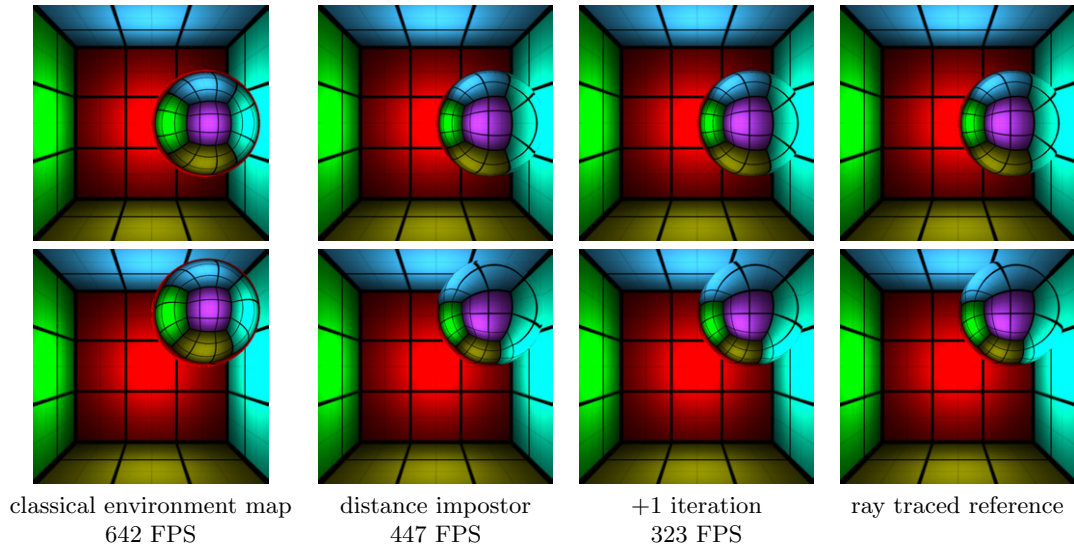 classical environment map
642 FPS
distance impostor
447 FPS
+1 iteration
323 FPS
ray traced reference